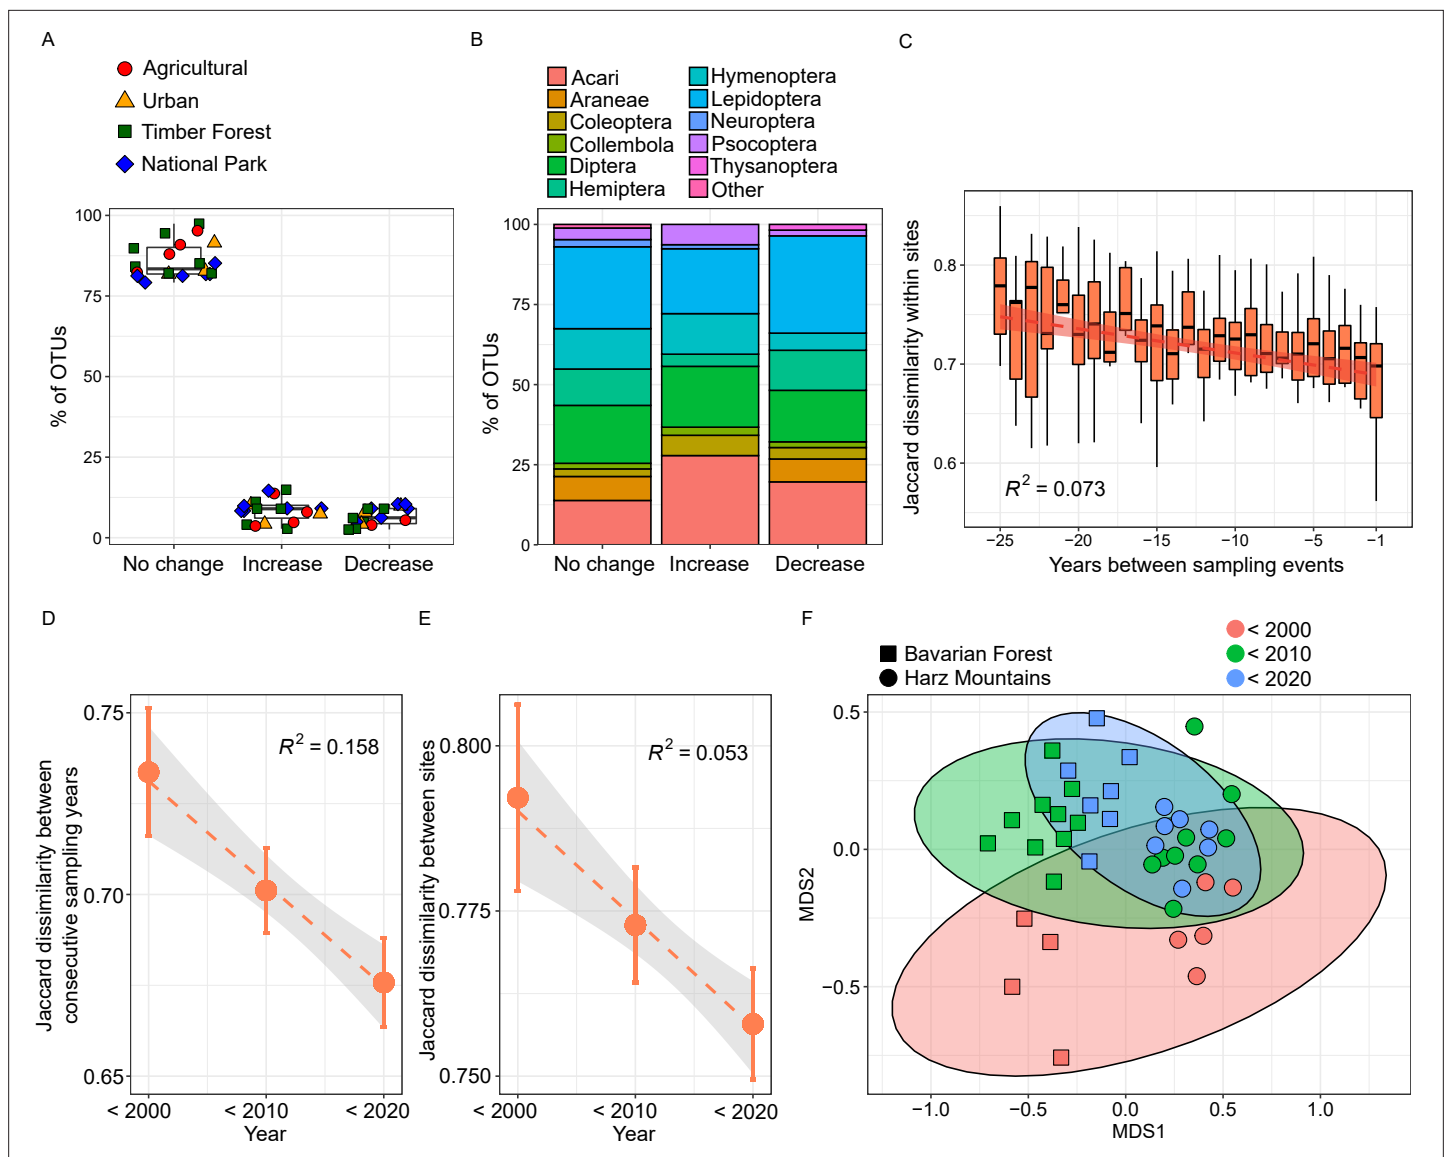 A
Agricultural
Urban
Timber Forest
National Park
100
75
50
25
0
% of OTUs
No change
Increase
Decrease
B
Acari
Araneae
Coleoptera
Collembola
Diptera
Hemiptera
Hymenoptera
Lepidoptera
Neuroptera
Psocoptera
Thysanoptera
Other
100
75
50
25
0
% of OTUs
No change
Increase
Decrease
C
Jaccard dissimilarity within sites
0.8
0.7
0.6
R² = 0.073
−25
−20
−15
−10
−5
−1
Years between sampling events
D
Jaccard dissimilarity between
consecutive sampling years
0.75
0.70
0.65
R² = 0.158
< 2000
< 2010
< 2020
Year
E
Jaccard dissimilarity between sites
0.800
0.775
0.750
R² = 0.053
< 2000
< 2010
< 2020
Year
F
Bavarian Forest
Harz Mountains
< 2000
< 2010
< 2020
MDS2
0.5
0.0
−0.5
−1.0
−0.5
0.0
0.5
1.0
MDS1